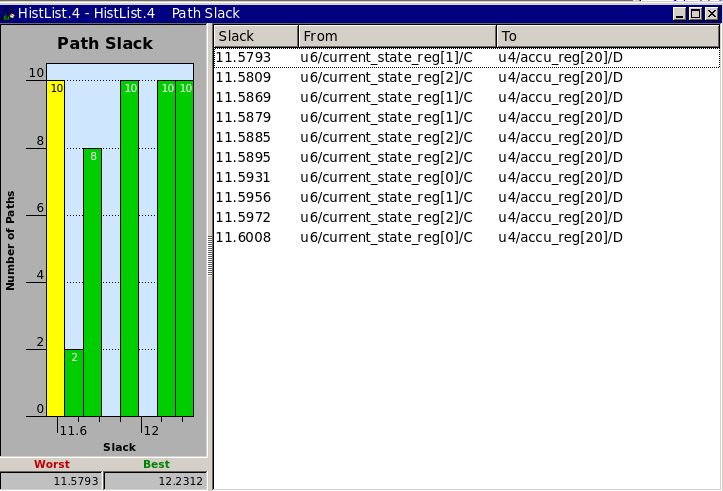 HistList.4 - HistList.4 Path Slack
Path Slack
Number of Paths
10
8
6
4
2
0
10
2
8
10
10
10
11.6
12
Slack
Worst
Best
11.5793
12.2312
Slack From To
11.5793 u6/current_state_reg[1]/C u4/accu_reg[20]/D
11.5809 u6/current_state_reg[2]/C u4/accu_reg[20]/D
11.5869 u6/current_state_reg[1]/C u4/accu_reg[20]/D
11.5879 u6/current_state_reg[1]/C u4/accu_reg[20]/D
11.5885 u6/current_state_reg[2]/C u4/accu_reg[20]/D
11.5895 u6/current_state_reg[2]/C u4/accu_reg[20]/D
11.5931 u6/current_state_reg[0]/C u4/accu_reg[20]/D
11.5956 u6/current_state_reg[1]/C u4/accu_reg[20]/D
11.5972 u6/current_state_reg[2]/C u4/accu_reg[20]/D
11.6008 u6/current_state_reg[0]/C u4/accu_reg[20]/D